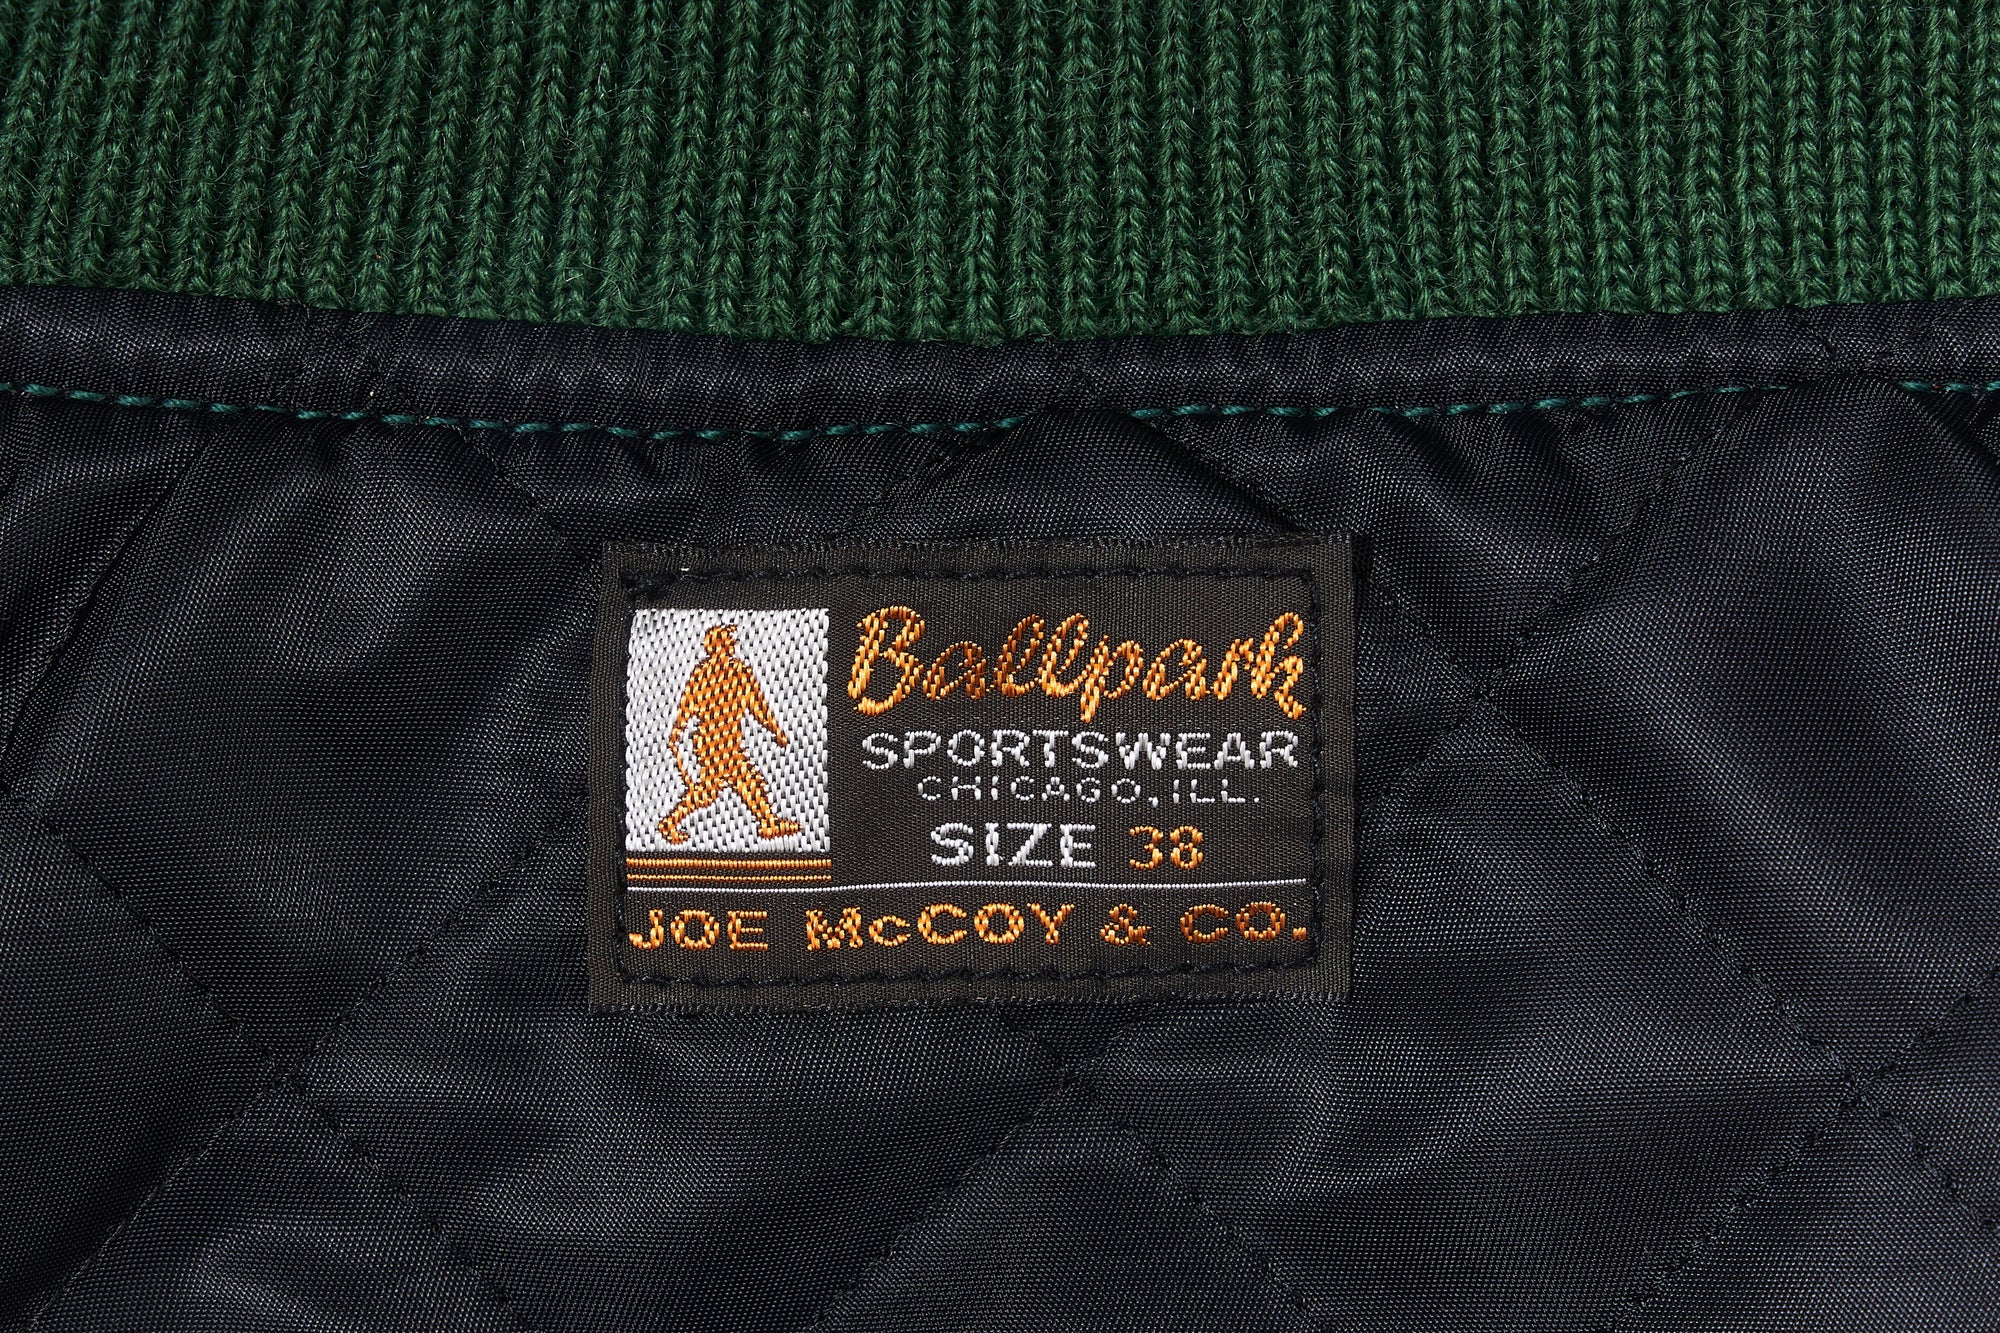 Ballpark
SPORTSWEAR
CHICAGO, ILL.
SIZE 38
JOE McCOY & CO.